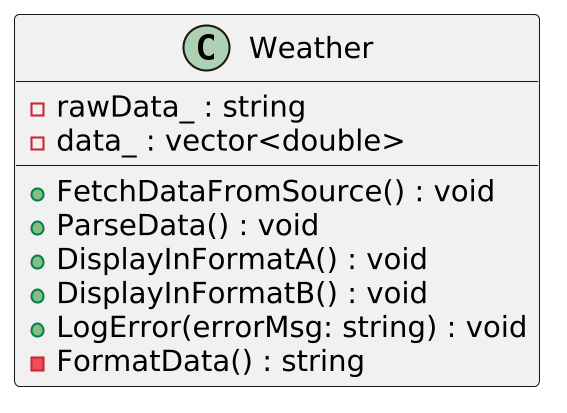 C Weather
rawData_ : string
data_ : vector<double>
FetchDataFromSource() : void
ParseData() : void
DisplayInFormatA() : void
DisplayInFormatB() : void
LogError(errorMsg: string) : void
FormatData() : string